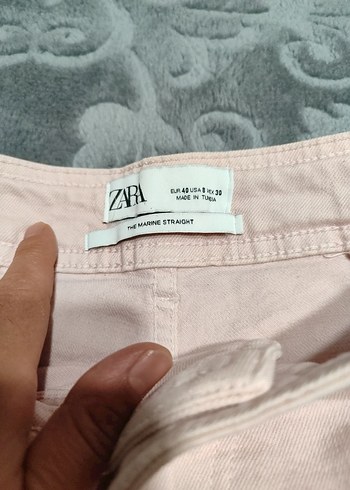 ZARA
EUR 40 USA 8 MEX 30
MADE IN TUNISIA
THE MARINE STRAIGHT